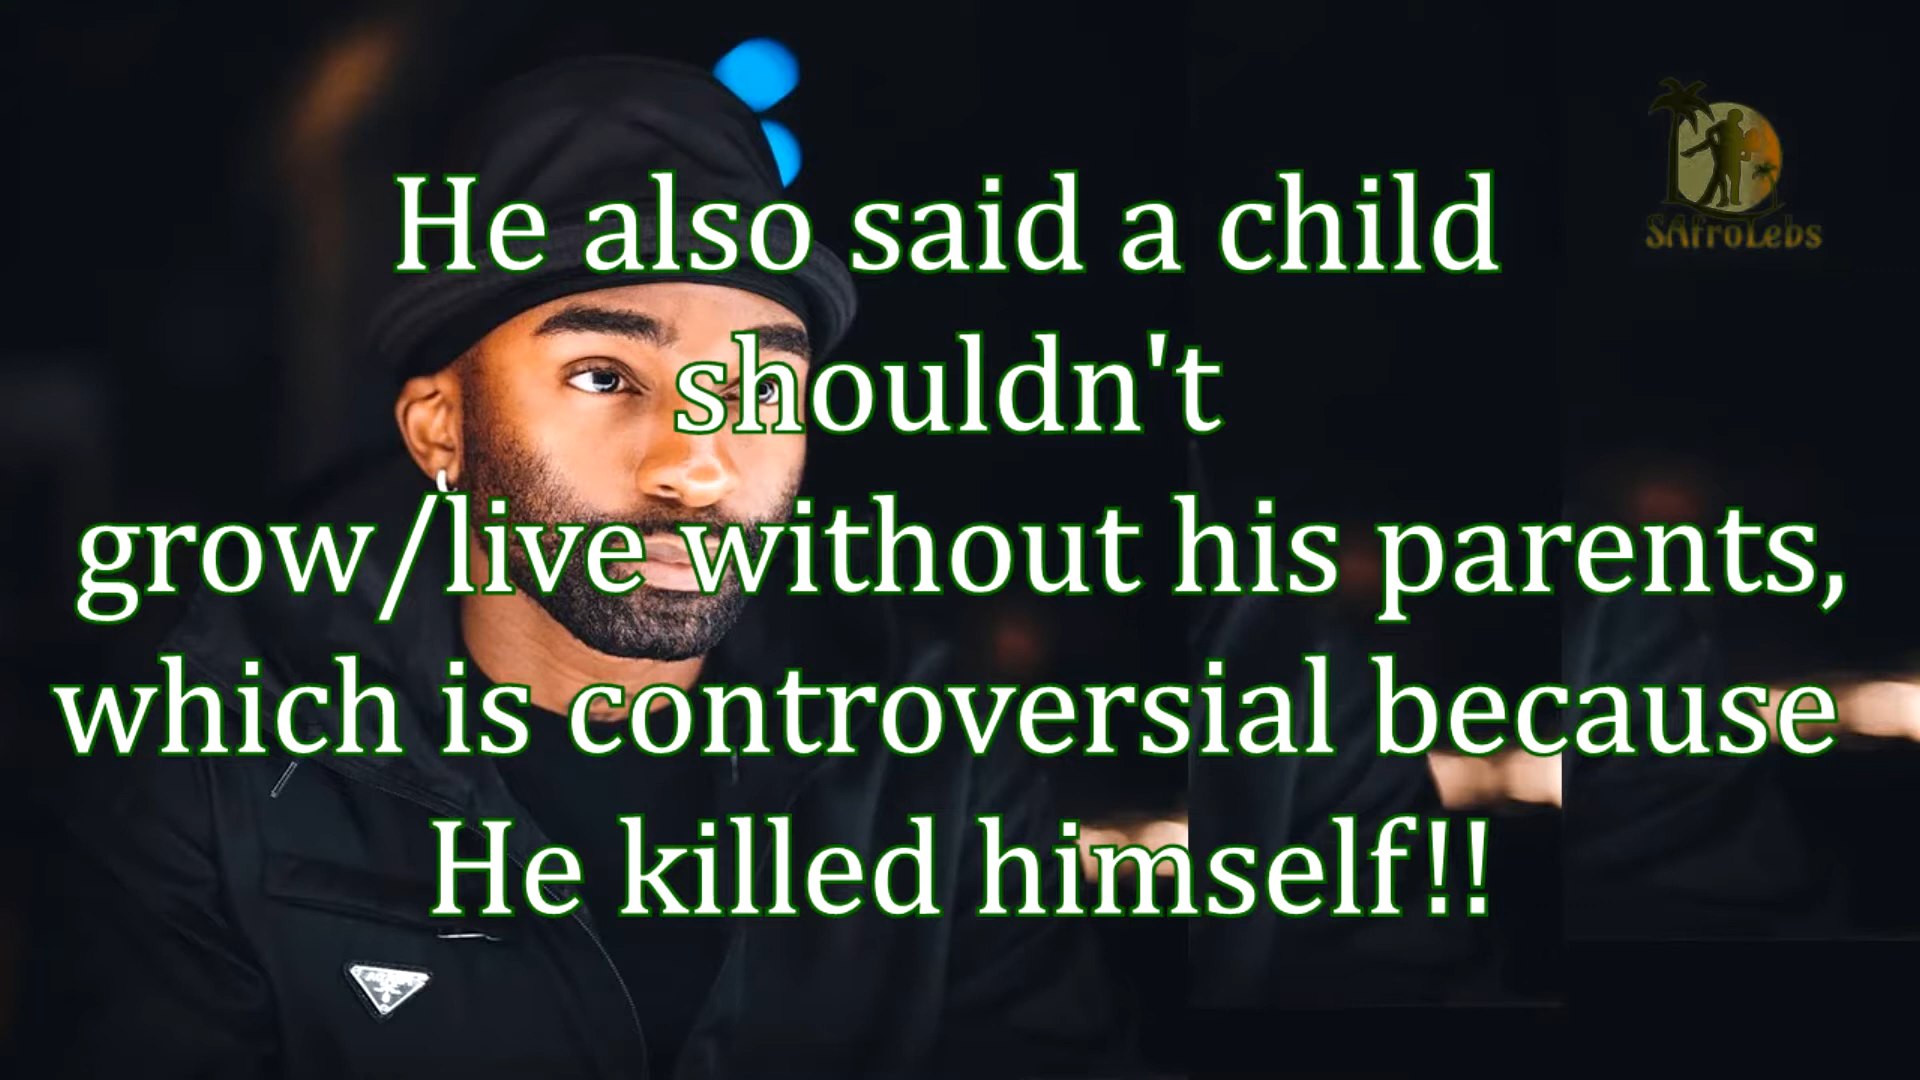 SAfroLebs
He also said a child
shouldn't
grow/live without his parents,
which is controversial because
He killed himself!!